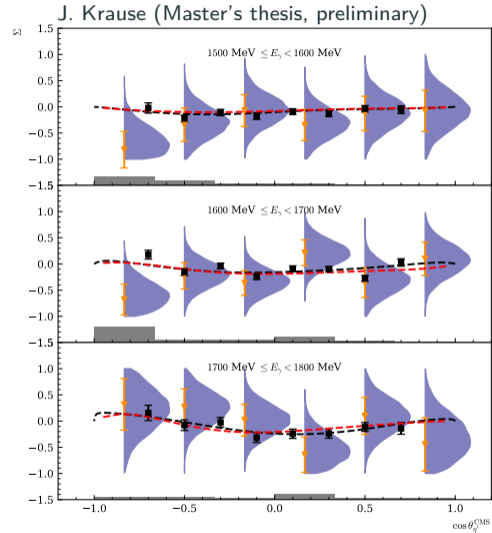 J. Krause (Master's thesis, preliminary)
Σ
1.5
1500 MeV ≤ Eγ < 1600 MeV
1.0
0.5
0.0
−0.5
−1.0
−1.5
1600 MeV ≤ Eγ < 1700 MeV
1.0
0.5
0.0
−0.5
−1.0
−1.5
1700 MeV ≤ Eγ < 1800 MeV
1.0
0.5
0.0
−0.5
−1.0
−1.5
−1.0 −0.5 0.0 0.5 1.0
cos θ_η′^CMS